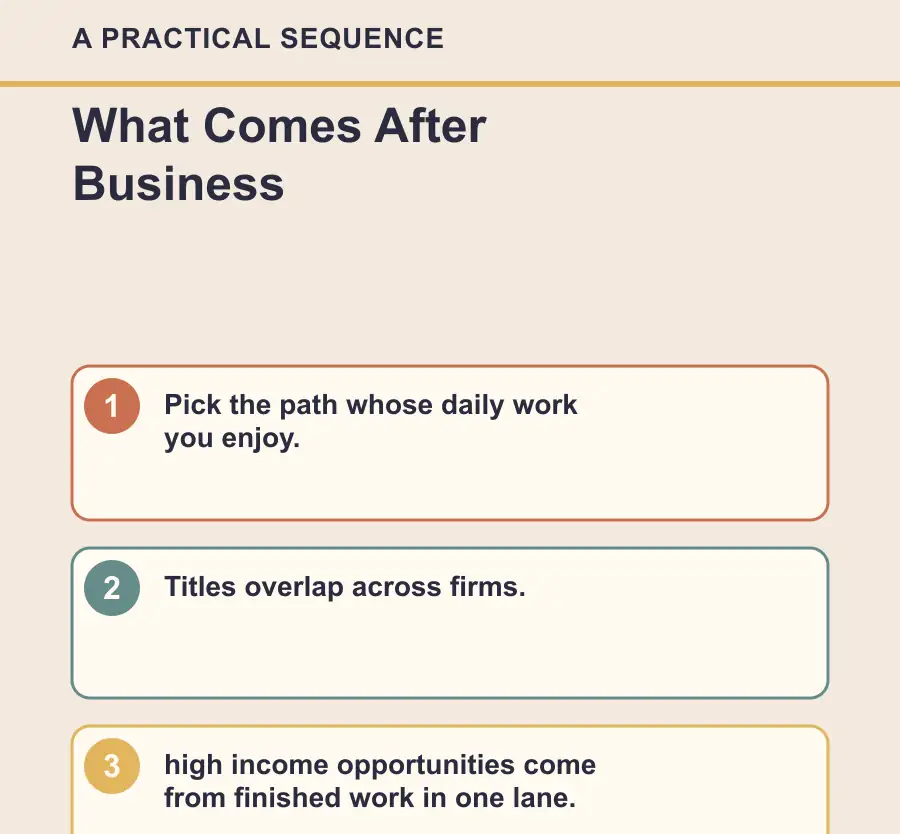 A PRACTICAL SEQUENCE
What Comes After
Business
1
Pick the path whose daily work
you enjoy.
2
Titles overlap across firms.
3
high income opportunities come
from finished work in one lane.